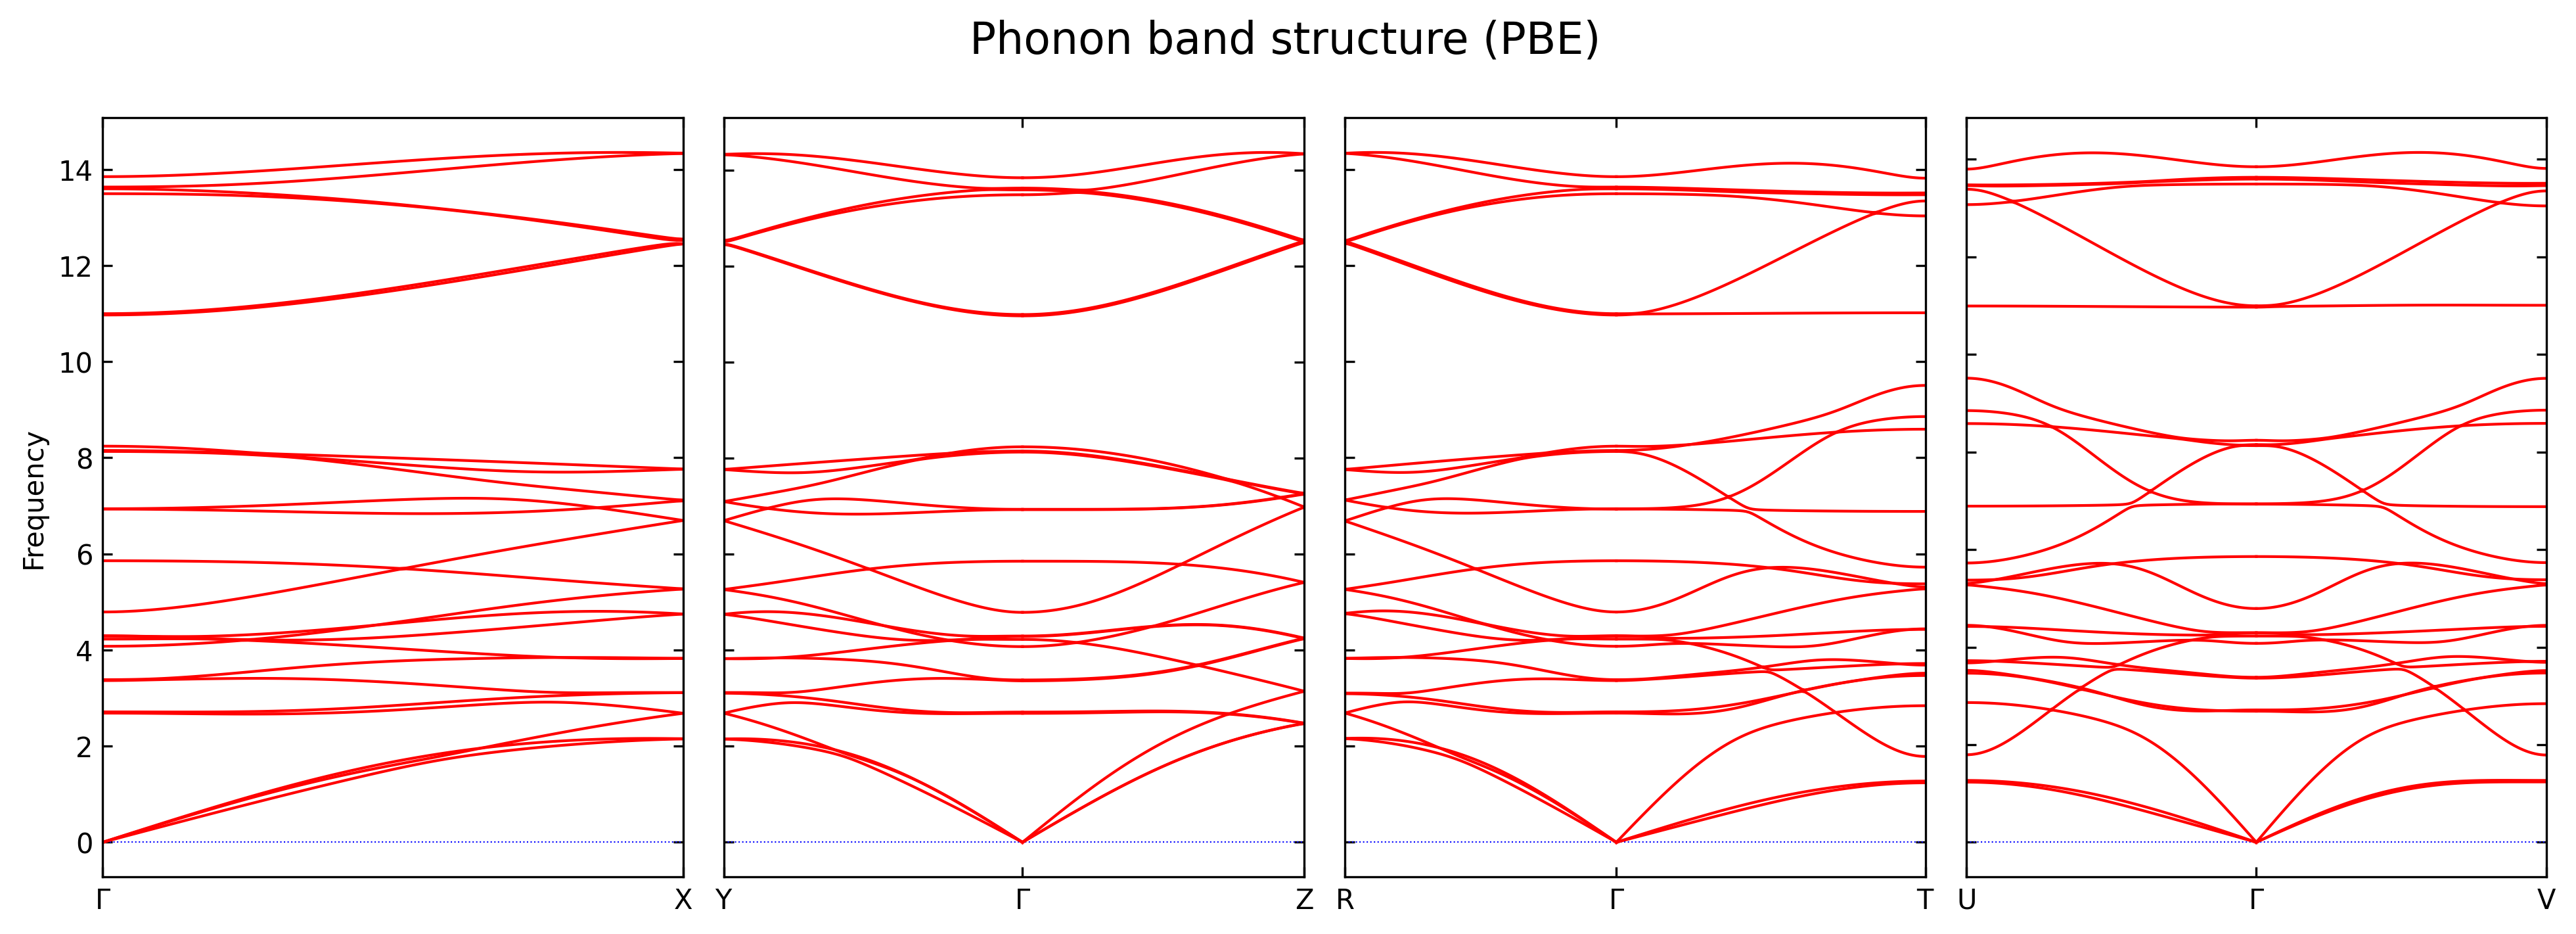 Phonon band structure (PBE)
Frequency
14
12
10
8
6
4
2
0
Γ X Y Γ Z R Γ T U Γ V